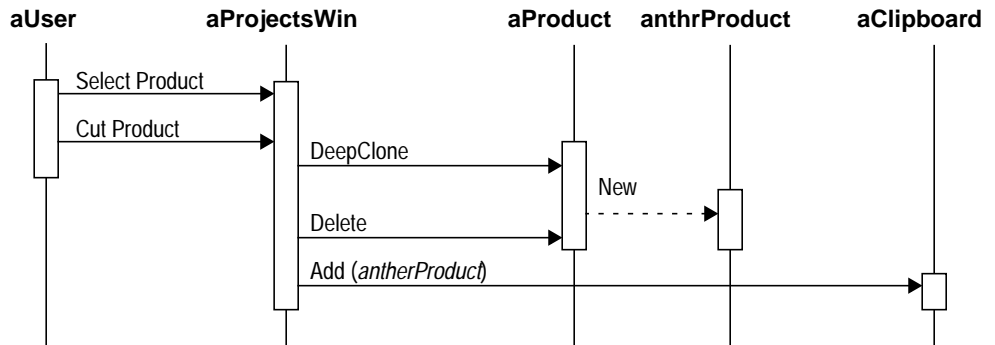 aUser aProjectsWin aProduct anthrProduct aClipboard
Select Product
Cut Product
DeepClone
New
Delete
Add (antherProduct)